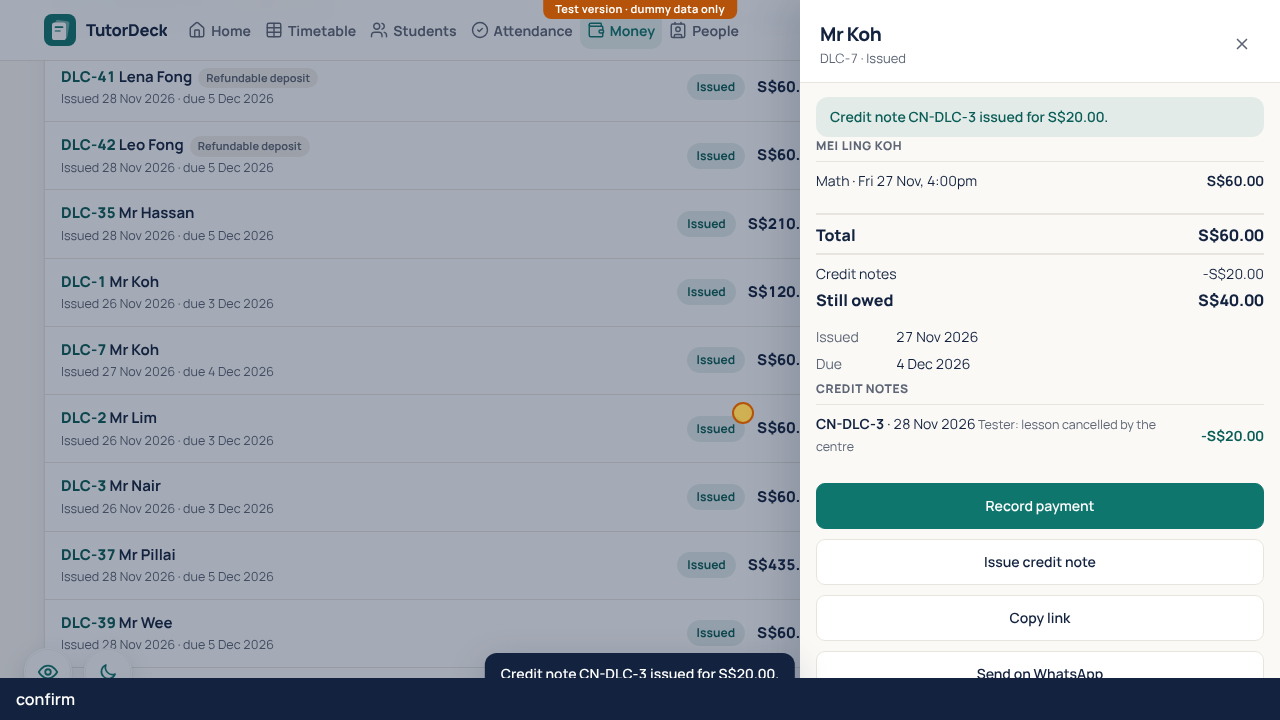 Test version · dummy data only
TutorDeck
Home
Timetable
Students
Attendance
Money
People
DLC-41 Lena Fong Refundable deposit
Issued 28 Nov 2026 · due 5 Dec 2026
Issued S$60.
DLC-42 Leo Fong Refundable deposit
Issued 28 Nov 2026 · due 5 Dec 2026
Issued S$60.
DLC-35 Mr Hassan
Issued 28 Nov 2026 · due 5 Dec 2026
Issued S$210.
DLC-1 Mr Koh
Issued 26 Nov 2026 · due 3 Dec 2026
Issued S$120.
DLC-7 Mr Koh
Issued 27 Nov 2026 · due 4 Dec 2026
Issued S$60.
DLC-2 Mr Lim
Issued 26 Nov 2026 · due 3 Dec 2026
Issued S$60.
DLC-3 Mr Nair
Issued 26 Nov 2026 · due 3 Dec 2026
Issued S$60.
DLC-37 Mr Pillai
Issued 28 Nov 2026 · due 5 Dec 2026
Issued S$435.
DLC-39 Mr Wee
Issued 28 Nov 2026 · due 5 Dec 2026
Issued S$60.
Credit note CN-DLC-3 issued for S$20.00.
Mr Koh
DLC-7 · Issued
Credit note CN-DLC-3 issued for S$20.00.
MEI LING KOH
Math · Fri 27 Nov, 4:00pm S$60.00
Total S$60.00
Credit notes -S$20.00
Still owed S$40.00
Issued 27 Nov 2026
Due 4 Dec 2026
CREDIT NOTES
CN-DLC-3 · 28 Nov 2026 Tester: lesson cancelled by the
centre
-S$20.00
Record payment
Issue credit note
Copy link
Send on WhatsApp
confirm